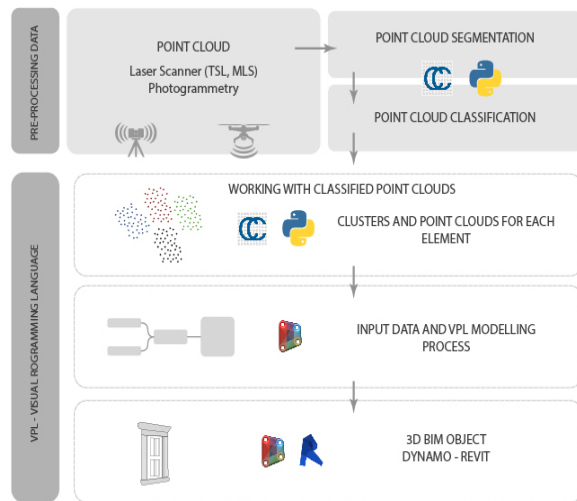 PRE-PROCESSING DATA
POINT CLOUD
Laser Scanner (TSL, MLS)
Photogrammetry
POINT CLOUD SEGMENTATION
POINT CLOUD CLASSIFICATION
VPL - VISUAL ROGRAMMING LANGUAGE
WORKING WITH CLASSIFIED POINT CLOUDS
CLUSTERS AND POINT CLOUDS FOR EACH
ELEMENT
INPUT DATA AND VPL MODELLING
PROCESS
3D BIM OBJECT
DYNAMO - REVIT